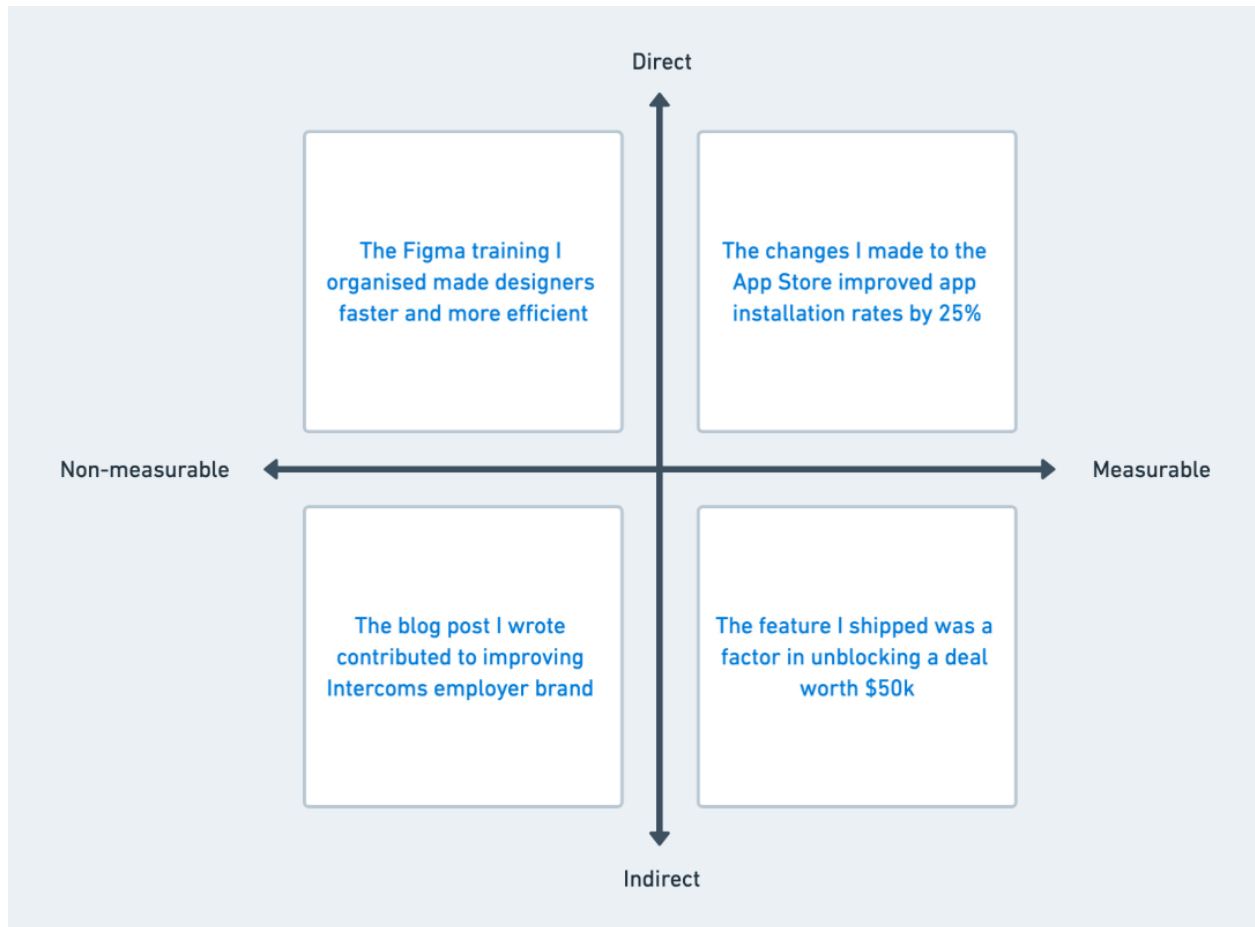 Direct
The Figma training I
organised made designers
faster and more efficient
The changes I made to the
App Store improved app
installation rates by 25%
Non-measurable
Measurable
The blog post I wrote
contributed to improving
Intercoms employer brand
The feature I shipped was a
factor in unblocking a deal
worth $50k
Indirect